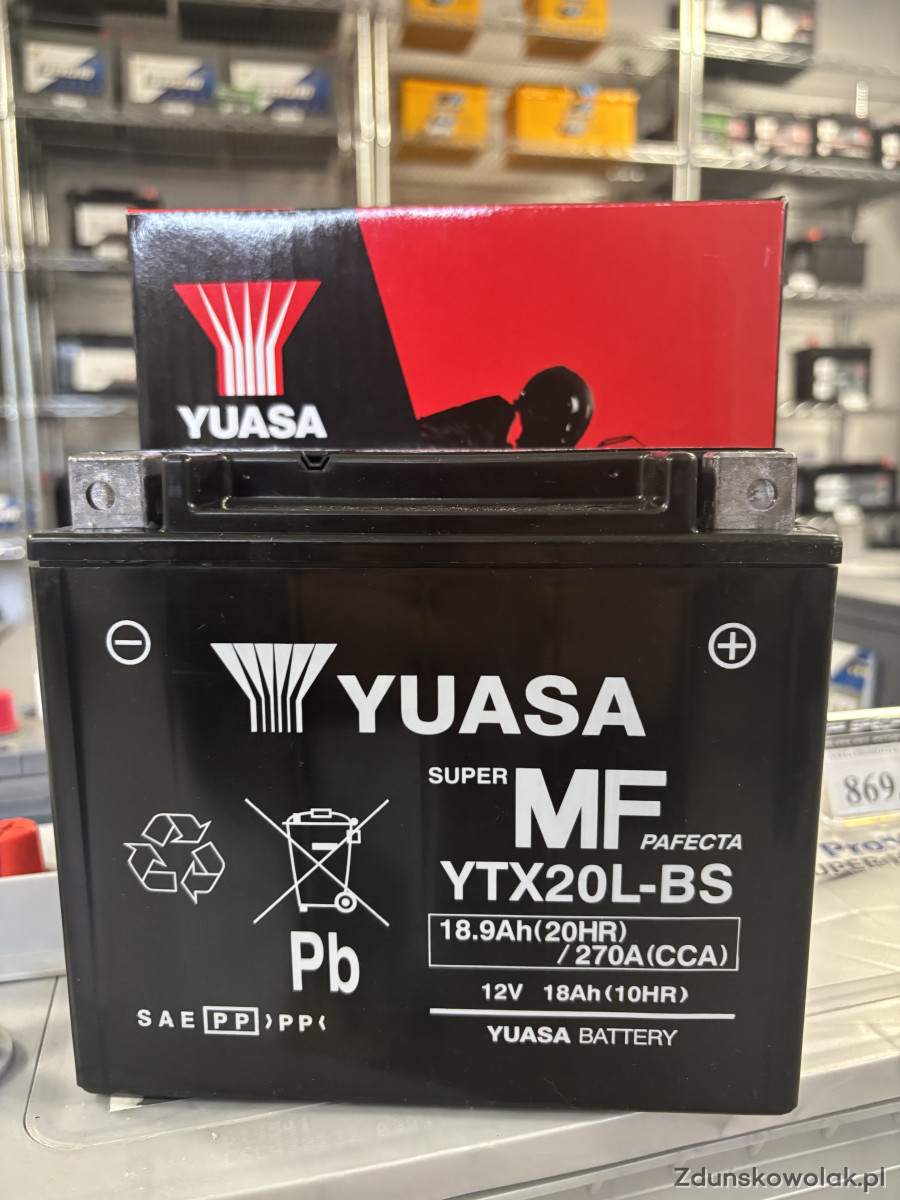 YUASA
− +
YUASA
SUPER MF PAFECTA
YTX20L-BS
18.9Ah(20HR)
/270A(CCA)
12V 18Ah(10HR)
YUASA BATTERY
Pb
SAE PP >PP<
869
Zdunskowolak.pl